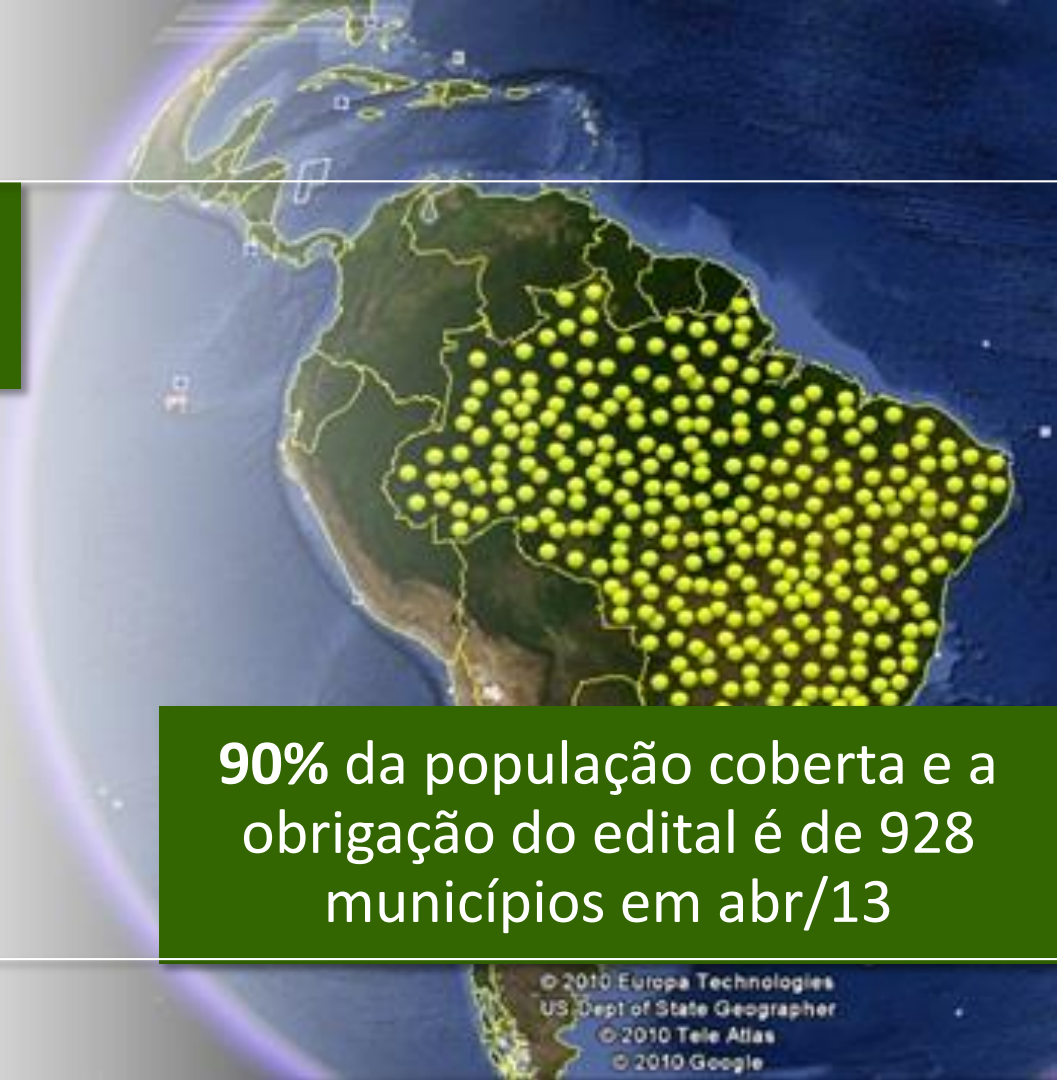 90% da população coberta e a
obrigação do edital é de 928
municípios em abr/13
© 2010 Europa Technologies
US Dept of State Geographer
© 2010 Tele Atlas
© 2010 Google